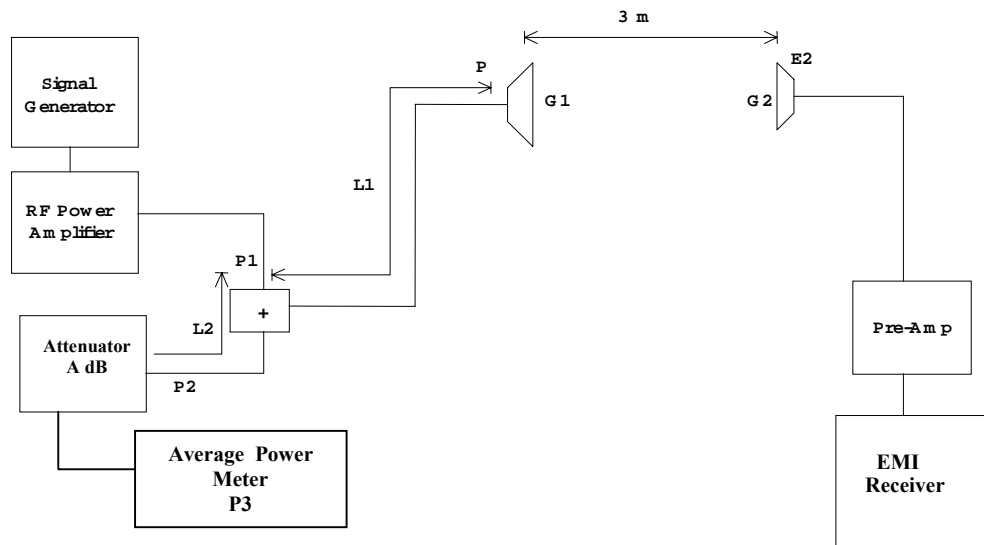 3 m
P
E2
Signal
Generator
G1
G2
L1
RF Power
Amplifier
P1
+
L2
Pre-Amp
Attenuator
A dB
P2
Average Power
Meter
P3
EMI
Receiver